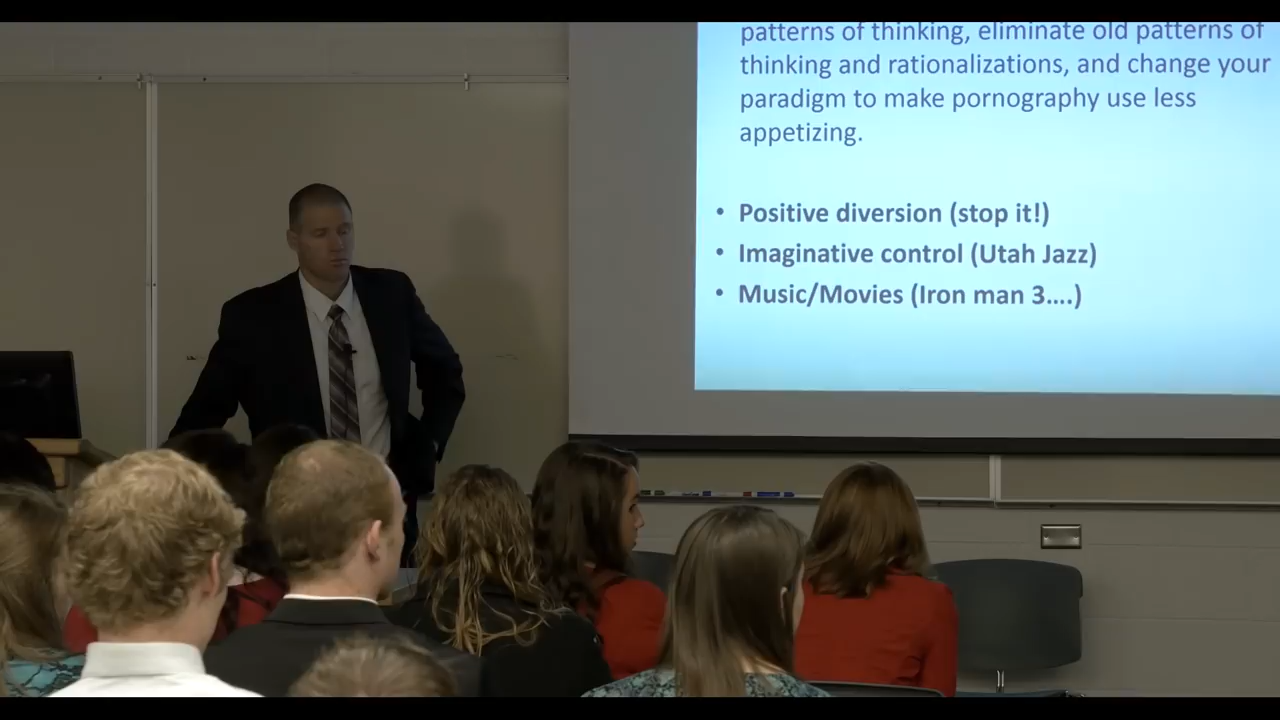 patterns of thinking, eliminate old patterns of
thinking and rationalizations, and change your
paradigm to make pornography use less
appetizing.
• Positive diversion (stop it!)
• Imaginative control (Utah Jazz)
• Music/Movies (Iron man 3....)